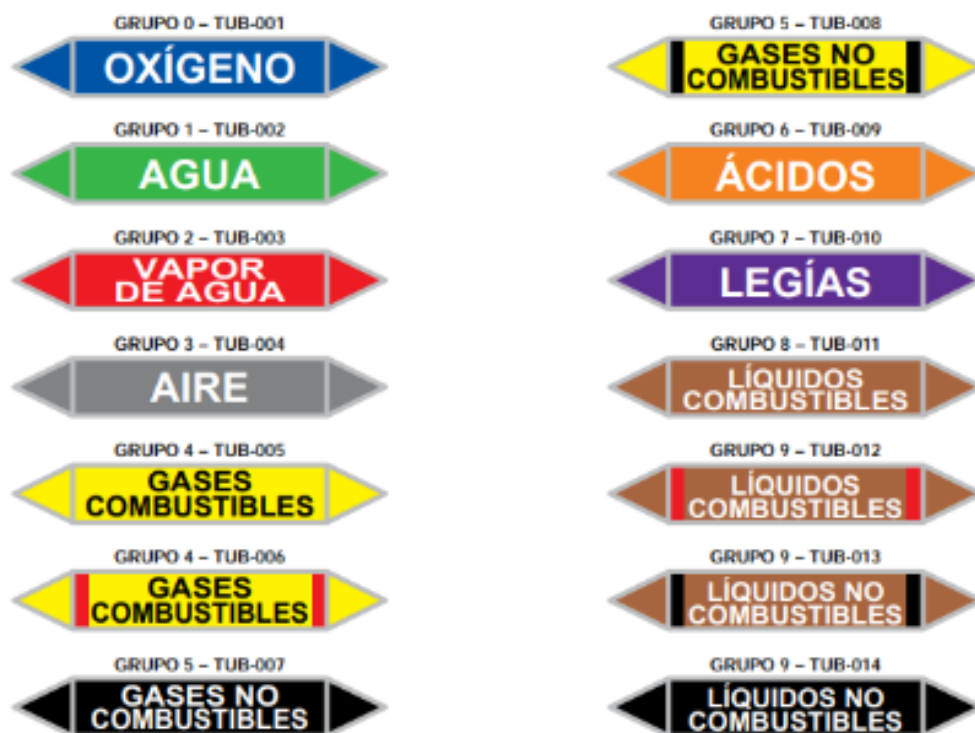 GRUPO 0 – TUB-001
OXÍGENO
GRUPO 1 – TUB-002
AGUA
GRUPO 2 – TUB-003
VAPOR
DE AGUA
GRUPO 3 – TUB-004
AIRE
GRUPO 4 – TUB-005
GASES
COMBUSTIBLES
GRUPO 4 – TUB-006
GASES
COMBUSTIBLES
GRUPO 5 – TUB-007
GASES NO
COMBUSTIBLES
GRUPO 5 – TUB-008
GASES NO
COMBUSTIBLES
GRUPO 6 – TUB-009
ÁCIDOS
GRUPO 7 – TUB-010
LEGÍAS
GRUPO 8 – TUB-011
LÍQUIDOS
COMBUSTIBLES
GRUPO 9 – TUB-012
LÍQUIDOS
COMBUSTIBLES
GRUPO 9 – TUB-013
LÍQUIDOS NO
COMBUSTIBLES
GRUPO 9 – TUB-014
LÍQUIDOS NO
COMBUSTIBLES